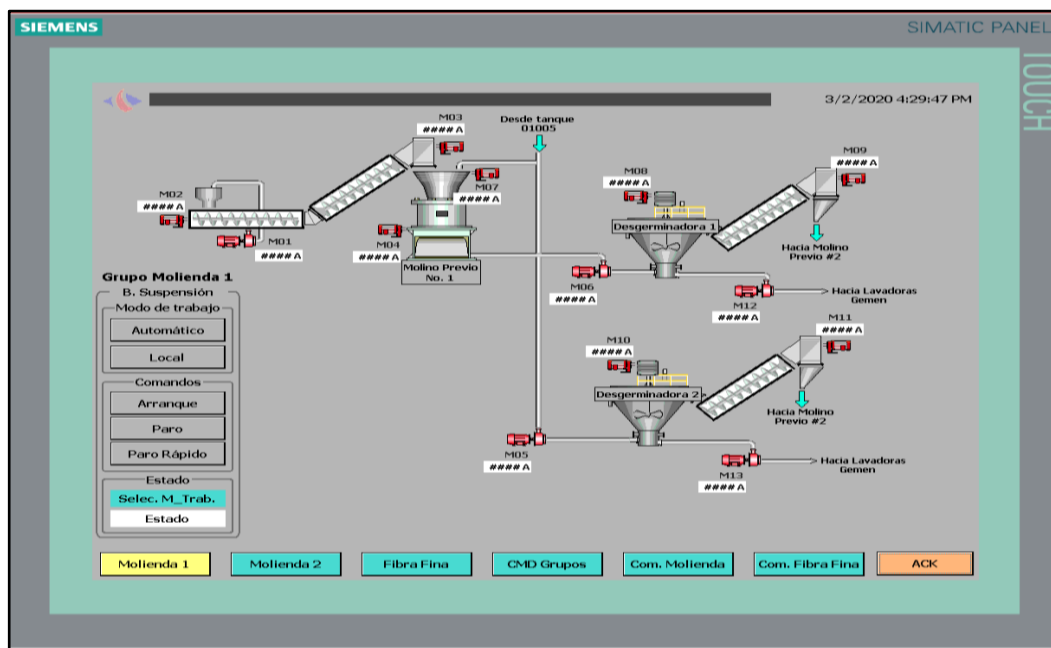 SIEMENS
SIMATIC PANEL
TOUCH
3/2/2020 4:29:47 PM
M03
#### A
Desde tanque
01005
M02
#### A
M01
#### A
M07
#### A
M04
#### A
Molino Previo
No. 1
M08
#### A
M09
#### A
Desgerminadora 1
Hacia Molino
Previo #2
M06
#### A
M12
#### A
Hacia Lavadoras
Gemen
M10
#### A
M11
#### A
Desgerminadora 2
Hacia Molino
Previo #2
M05
#### A
M13
#### A
Hacia Lavadoras
Gemen
Grupo Molienda 1
B. Suspensión
Modo de trabajo
Automático
Local
Comandos
Arranque
Paro
Paro Rápido
Estado
Selec. M_Trab.
Estado
Molienda 1
Molienda 2
Fibra Fina
CMD Grupos
Com. Molienda
Com. Fibra Fina
ACK